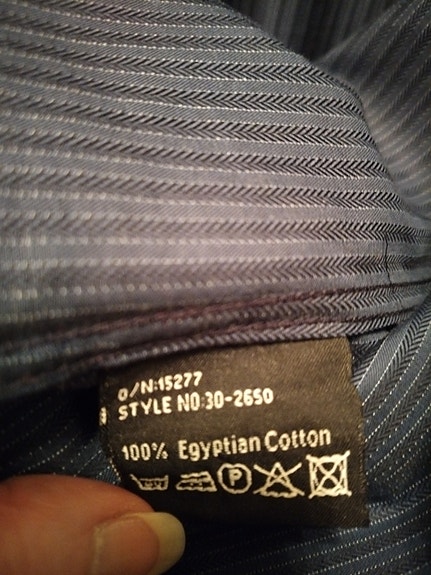 O/N:15277
STYLE NO:30-2650
100% Egyptian Cotton
P